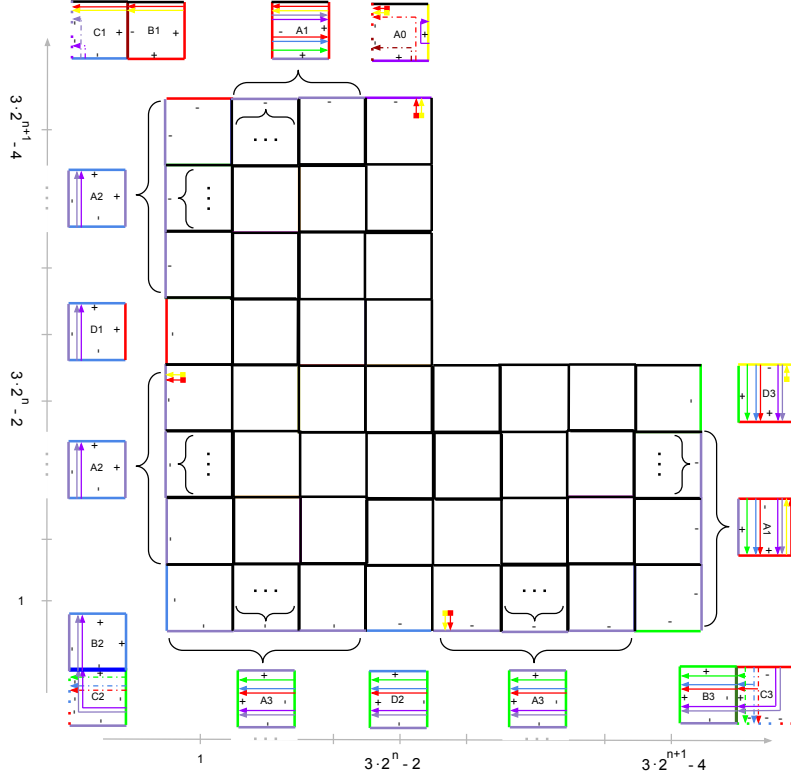 C1 + - B1 +
- A1 + +
A0 + -
3·2^{n+1} - 4
...
...
+ A2 + - -
+ D1 + - -
3·2^n - 2
- + D3 +
...
...
...
+ A2 + - -
- + A1 +
...
...
1
+ B2 + - -
+ C2 -
+ A3 + -
+ D2 + -
+ A3 + -
+ B3 + -
C3
...
...
1
3·2^n - 2
3·2^{n+1} - 4